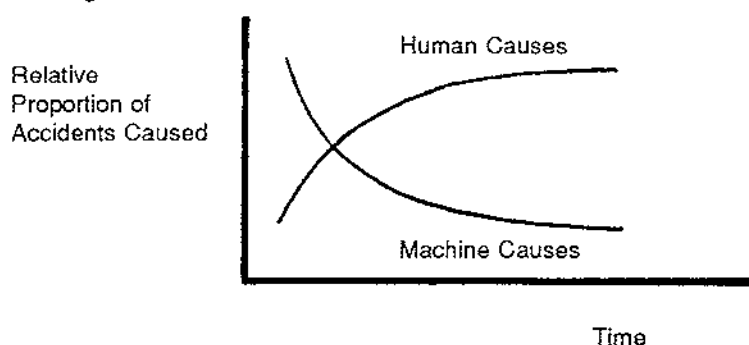 Human Causes
Relative
Proportion of
Accidents Caused
Machine Causes
Time